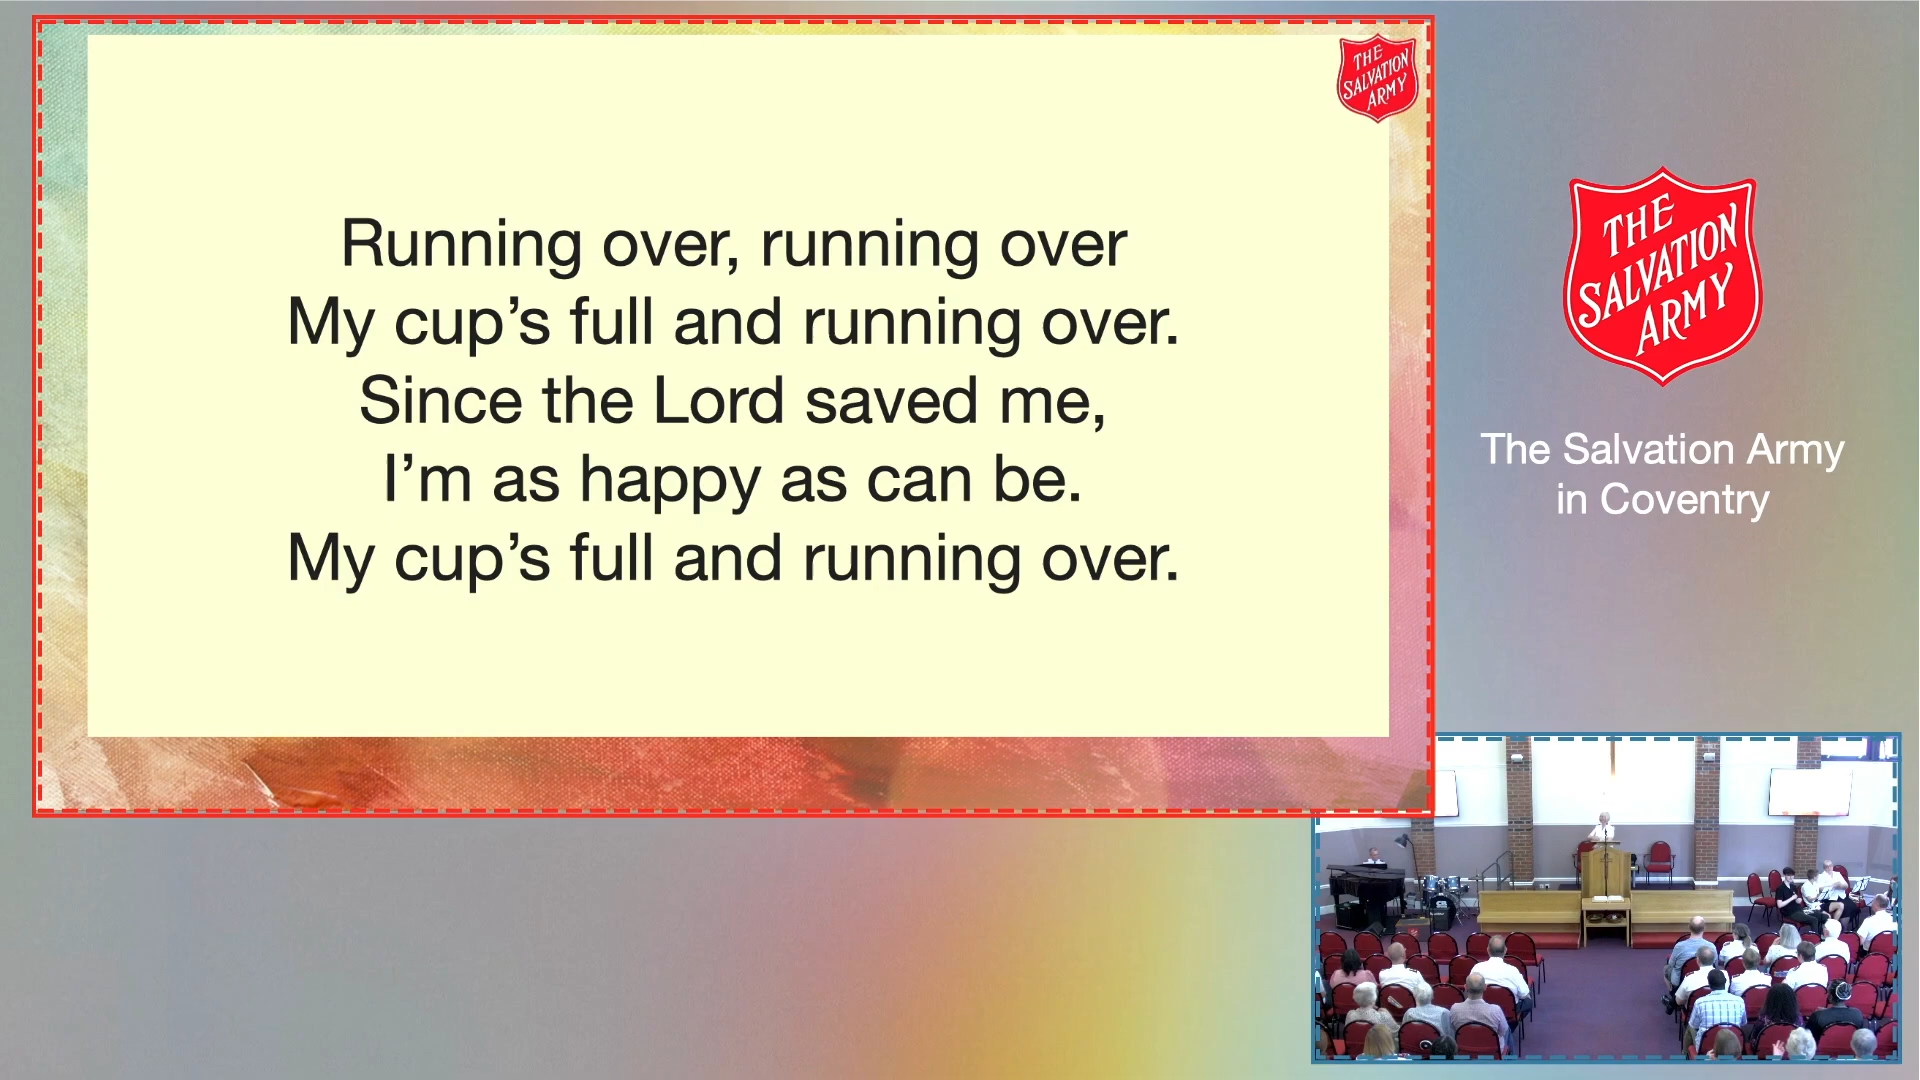 Running over, running over
My cup’s full and running over.
Since the Lord saved me,
I’m as happy as can be.
My cup’s full and running over.
THE
SALVATION
ARMY
THE
SALVATION
ARMY
The Salvation Army
in Coventry